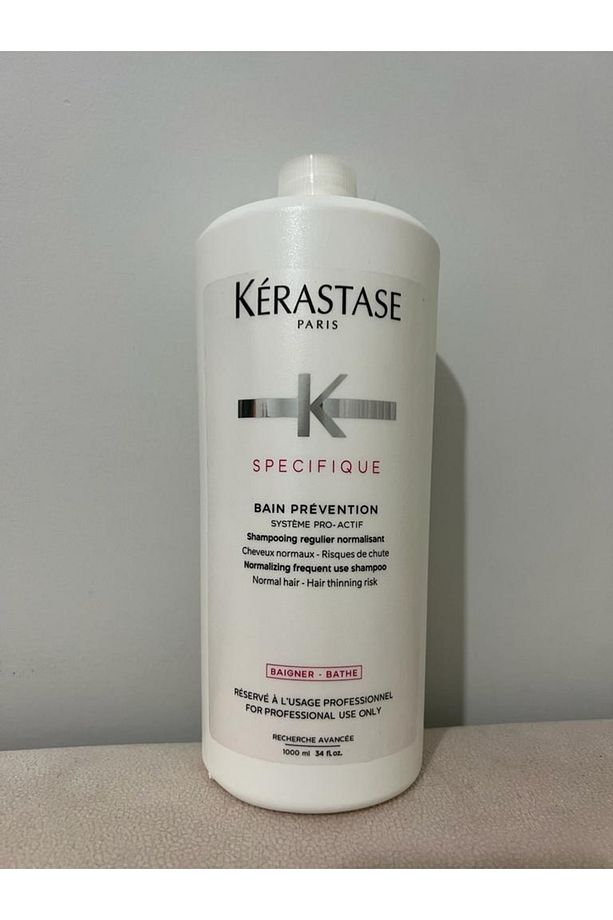 KÉRASTASE
PARIS
K
SPECIFIQUE
BAIN PRÉVENTION
SYSTÈME PRO-ACTIF
Shampooing regulier normalisant
Cheveux normaux - Risques de chute
Normalizing frequent use shampoo
Normal hair - Hair thinning risk
BAIGNER - BATHE
RÉSERVÉ À L'USAGE PROFESSIONNEL
FOR PROFESSIONAL USE ONLY
RECHERCHE AVANCÉE
1000 ml 34 fl.oz.